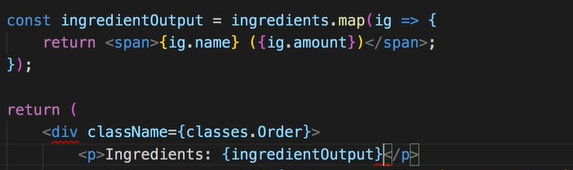 const ingredientOutput = ingredients.map(ig => {
    return <span>{ig.name} ({ig.amount})</span>;
});

return (
    <div className={classes.Order}>
        <p>Ingredients: {ingredientOutput}</p>